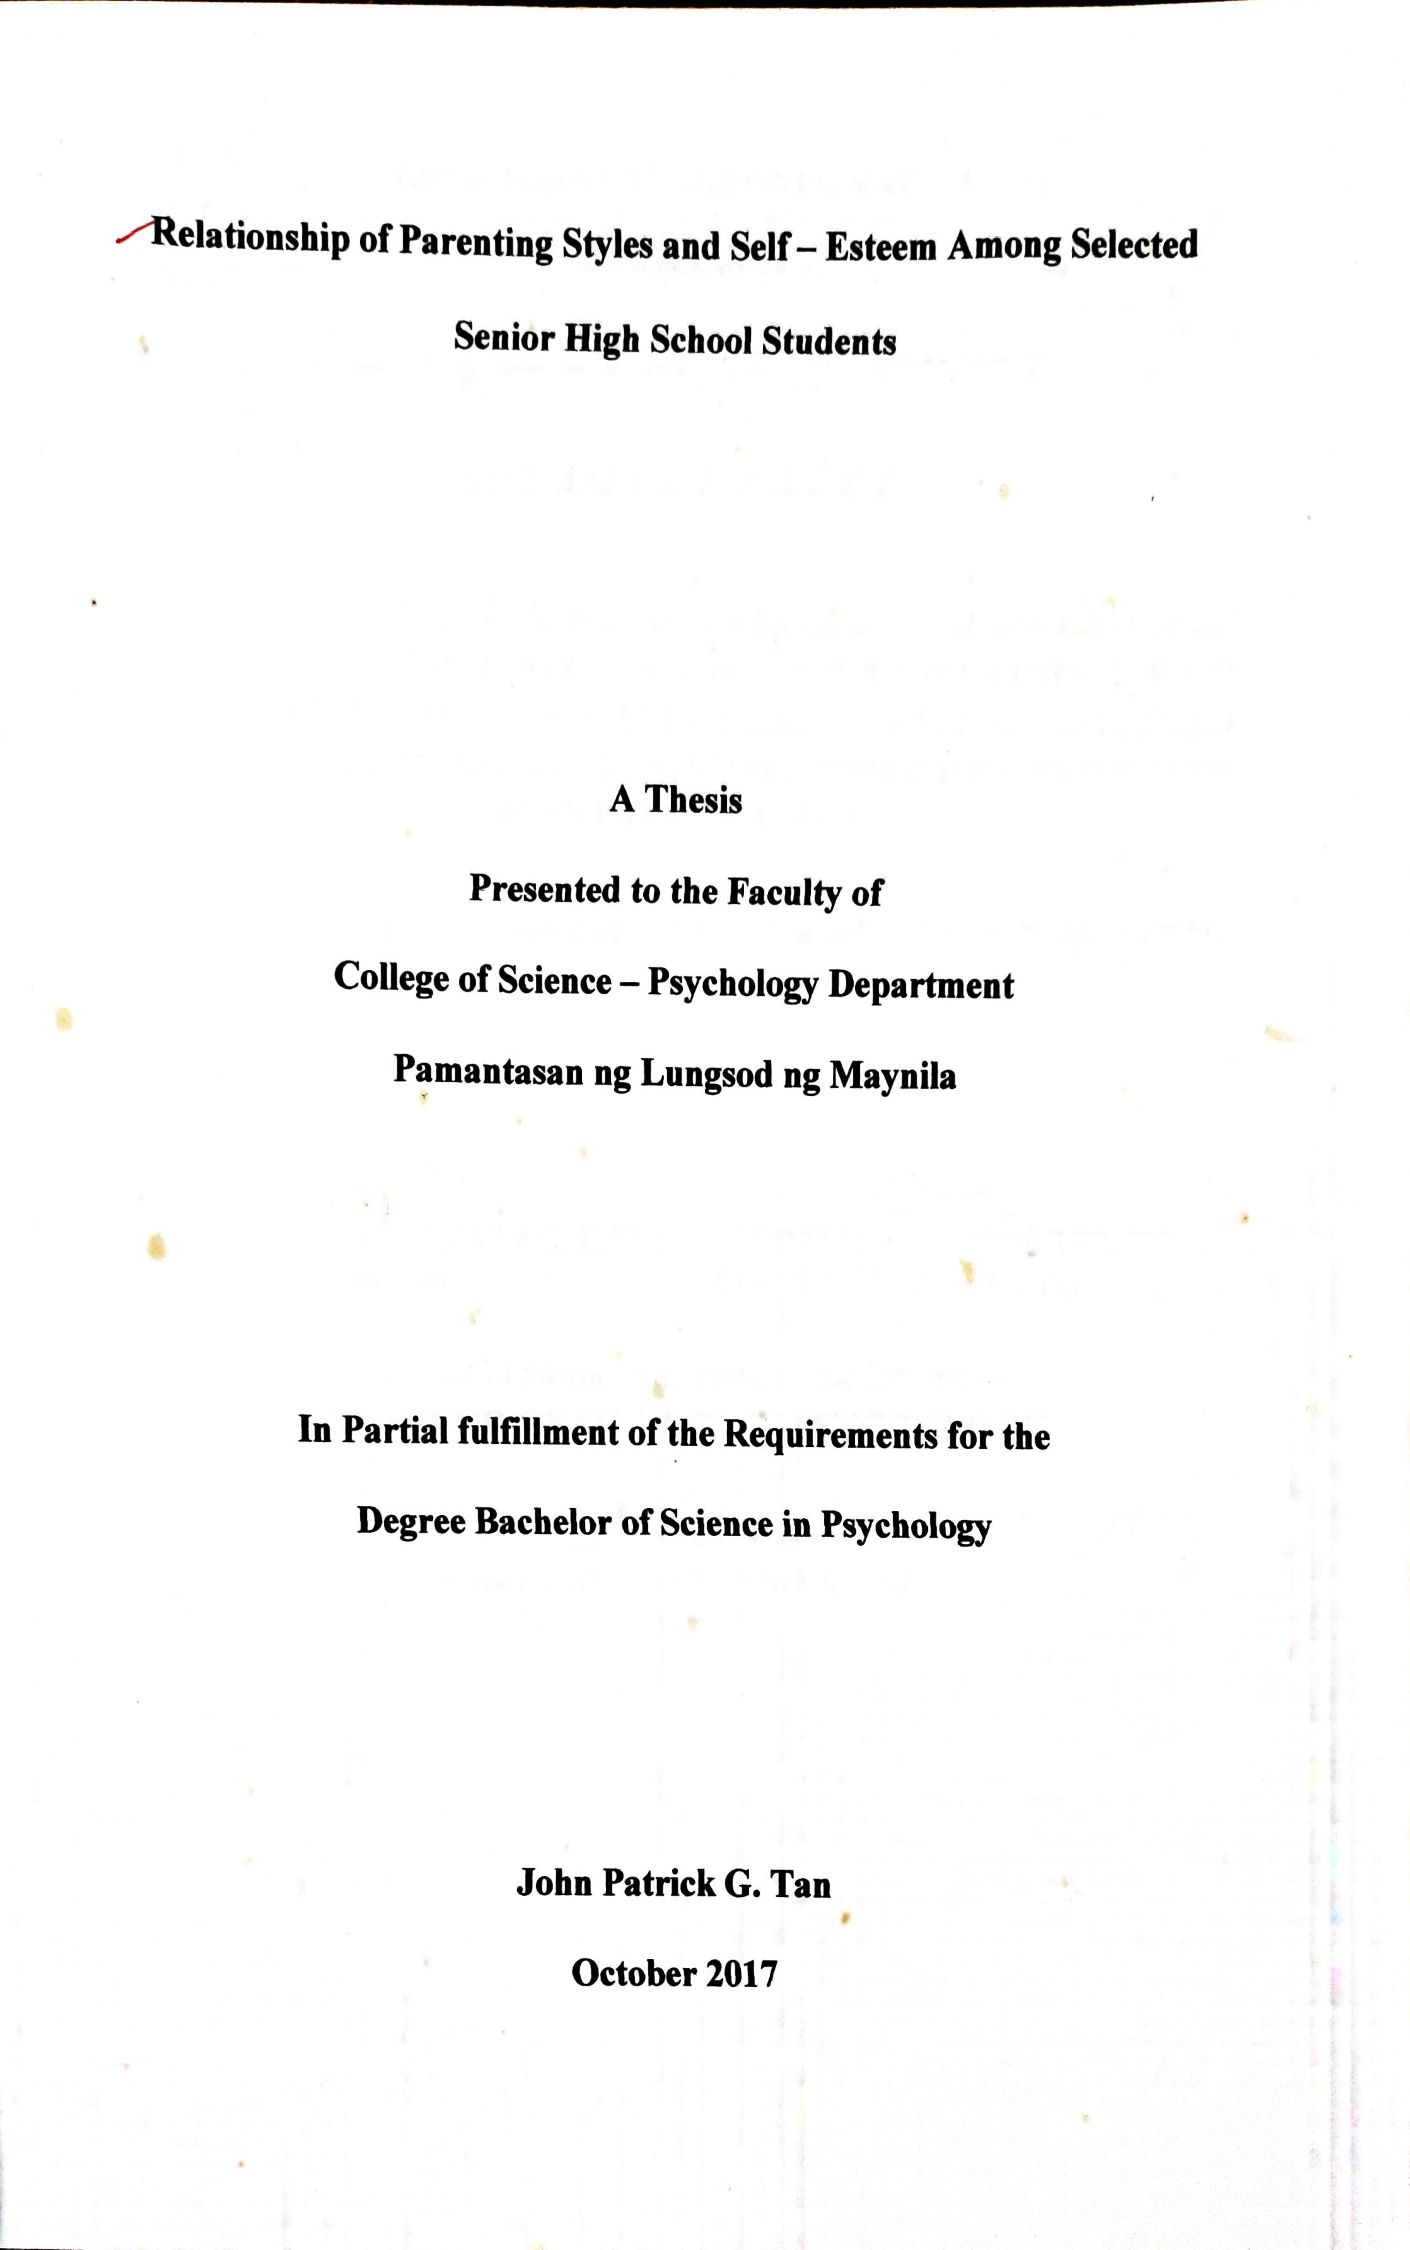 Relationship of Parenting Styles and Self – Esteem Among Selected
Senior High School Students
A Thesis
Presented to the Faculty of
College of Science – Psychology Department
Pamantasan ng Lungsod ng Maynila
In Partial fulfillment of the Requirements for the
Degree Bachelor of Science in Psychology
John Patrick G. Tan
October 2017